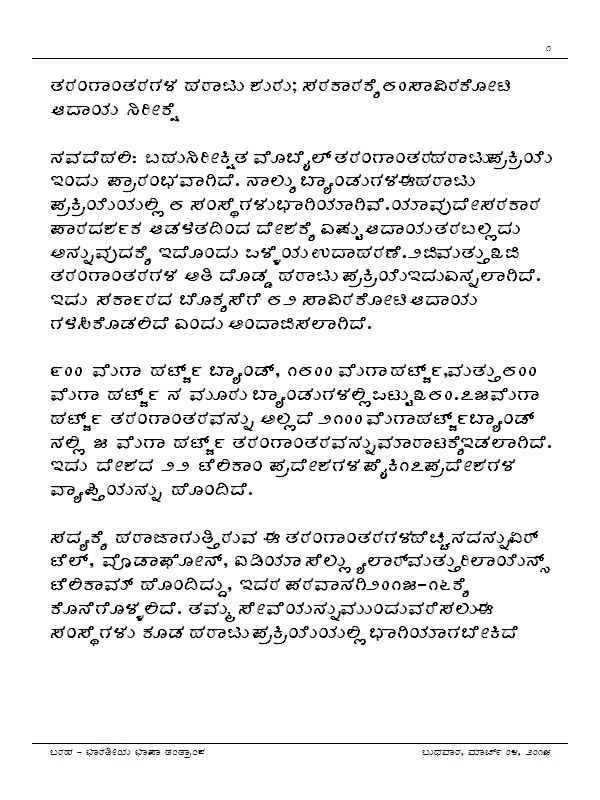 ೧
ತರಂಗಾಂತರಗಳ ಹರಾಜು ಶುರು; ಸರಕಾರಕ್ಕೆ ೮೦ಸಾವಿರಕೋಟಿ
ಆದಾಯ ನಿರೀಕ್ಷೆ
ನವದೆಹಲಿ: ಬಹುನಿರೀಕ್ಷಿತ ಮೊಬೈಲ್ ತರಂಗಾಂತರಹರಾಜುಪ್ರಕ್ರಿಯೆ
ಇಂದು ಪ್ರಾರಂಭವಾಗಿದೆ. ನಾಲ್ಕು ಬ್ಯಾಂಡುಗಳಈಹರಾಜು
ಪ್ರಕ್ರಿಯೆಯಲ್ಲಿ ೮ ಸಂಸ್ಥೆಗಳುಭಾಗಿಯಾಗಿವೆ.ಯಾವುದೇಸರಕಾರ
ಪಾರದರ್ಶಕ ಆಡಳಿತದಿಂದ ದೇಶಕ್ಕೆ ಎಷ್ಟುಆದಾಯತರಬಲ್ಲದು
ಅನ್ನುವುದಕ್ಕೆ ಇದೊಂದು ಒಳ್ಳೆಯಉದಾಹರಣೆ.೨ಜಿಮತ್ತು೩ಜಿ
ತರಂಗಾಂತರಗಳ ಅತಿ ದೊಡ್ಡ ಹರಾಜುಪ್ರಕ್ರಿಯೆಇದುಎನ್ನಲಾಗಿದೆ.
ಇದು ಸರ್ಕಾರದ ಬೊಕ್ಕಸೆಗೆ ೮೨ ಸಾವಿರಕೋಟಿಆದಾಯ
ಗಳಿಸಿಕೊಡಲಿದೆ ಎಂದು ಅಂದಾಜಿಸಲಾಗಿದೆ.
೯೦೦ ಮೆಗಾ ಹರ್ಟ್ಜ್ ಬ್ಯಾಂಡ್, ೧೮೦೦ಮೆಗಾಹರ್ಟ್ಜ್,ಮತ್ತು೮೦೦
ಮೆಗಾ ಹರ್ಟ್ಜ್ ನ ಮೂರುಬ್ಯಾಂಡುಗಳಲ್ಲಿಒಟ್ಟು೩೮೦.೭೫ಮೆಗಾ
ಹರ್ಟ್ಜ್ ತರಂಗಾಂತರವನ್ನು ಅಲ್ಲದೆ ೨೧೦೦ಮೆಗಾಹರ್ಟ್ಜ್ಬ್ಯಾಂಡ್
ನಲ್ಲಿ ೫ ಮೆಗಾ ಹರ್ಟ್ಜ್ ತರಂಗಾಂತರವನ್ನುಮಾರಾಟಕ್ಕೆಇಡಲಾಗಿದೆ.
ಇದು ದೇಶದ ೨೨ ಟೆಲಿಕಾಂ ಪ್ರದೇಶಗಳಪೈಕಿ೧೭ಪ್ರದೇಶಗಳ
ವ್ಯಾಪ್ತಿಯನ್ನು ಹೊಂದಿದೆ.
ಸದ್ಯಕ್ಕೆ ಹರಾಜಾಗುತ್ತಿರುವ ಈ ತರಂಗಾಂತರಗಳಹೆಚ್ಚಿನದನ್ನುಏರ್
ಟೆಲ್, ವೊಡಾಫೋನ್, ಐಡಿಯಾಸೆಲ್ಲುಲಾರ್ಮತ್ತುರಿಲಾಯೆನ್ಸ್
ಟೆಲಿಕಾಮ್ ಹೊಂದಿದ್ದು, ಇದರ ಪರವಾನಗಿ೨೦೧೫-೧೬ಕ್ಕೆ
ಕೊನೆಗೊಳ್ಳಲಿದೆ. ತಮ್ಮ ಸೇವೆಯನ್ನುಮುಂದುವರೆಸಲುಈ
ಸಂಸ್ಥೆಗಳು ಕೂಡ ಹರಾಜುಪ್ರಕ್ರಿಯೆಯಲ್ಲಿಭಾಗಿಯಾಗಬೇಕಿದೆ
ಬರಹ - ಭಾರತೀಯ ಭಾಷಾ ತಂತ್ರಾಂಶ
ಬುಧವಾರ, ಮಾರ್ಚ್ ೦೪, ೨೦೧೫